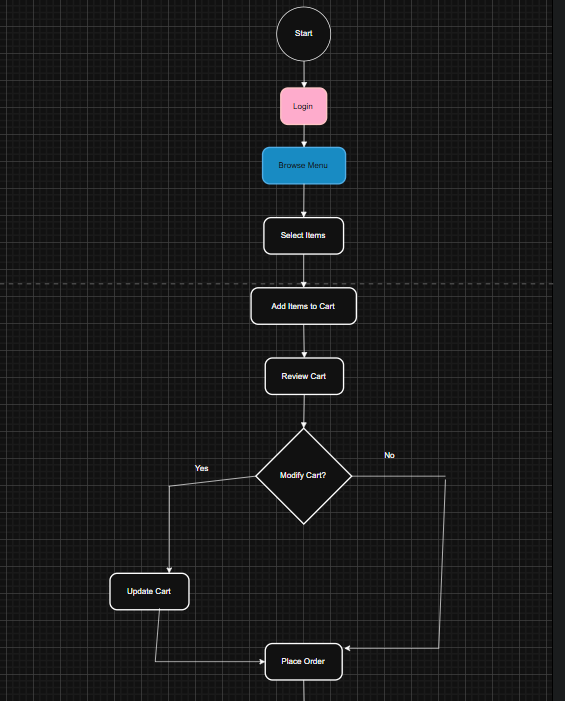 Start
Login
Browse Menu
Select Items
Add Items to Cart
Review Cart
Modify Cart?
Yes
No
Update Cart
Place Order